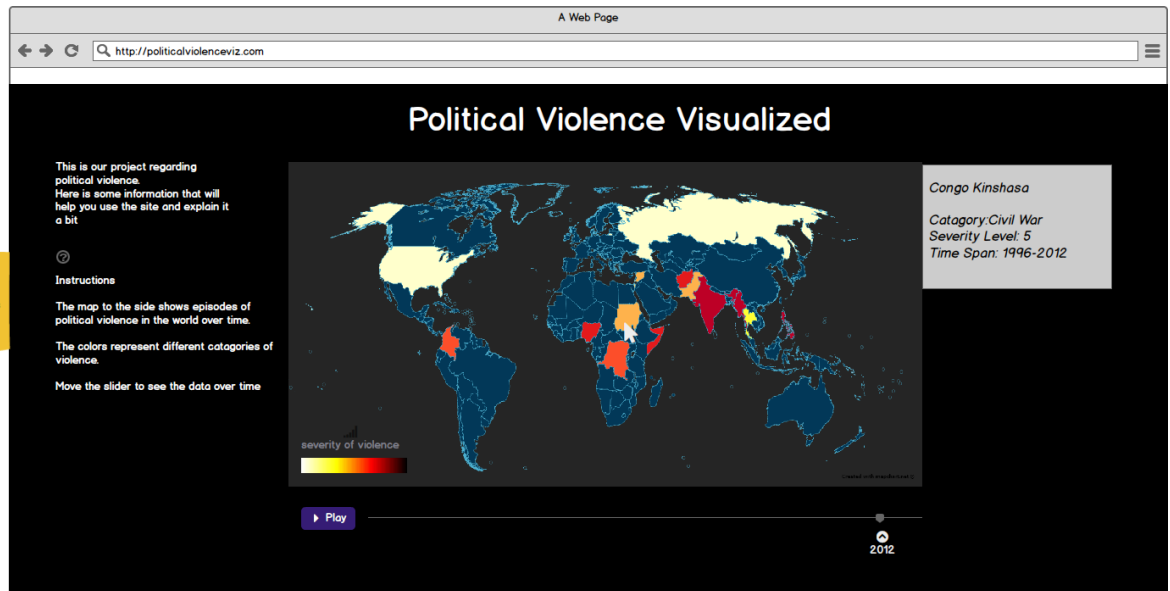 A Web Page
http://politicalviolenceviz.com
Political Violence Visualized
This is our project regarding
political violence.
Here is some information that will
help you use the site and explain it
a bit
?
Instructions
The map to the side shows episodes of
political violence in the world over time.
The colors represent different catagories of
violence.
Move the slider to see the data over time
severity of violence
Congo Kinshasa
Catagory:Civil War
Severity Level: 5
Time Span: 1996-2012
Play
2012